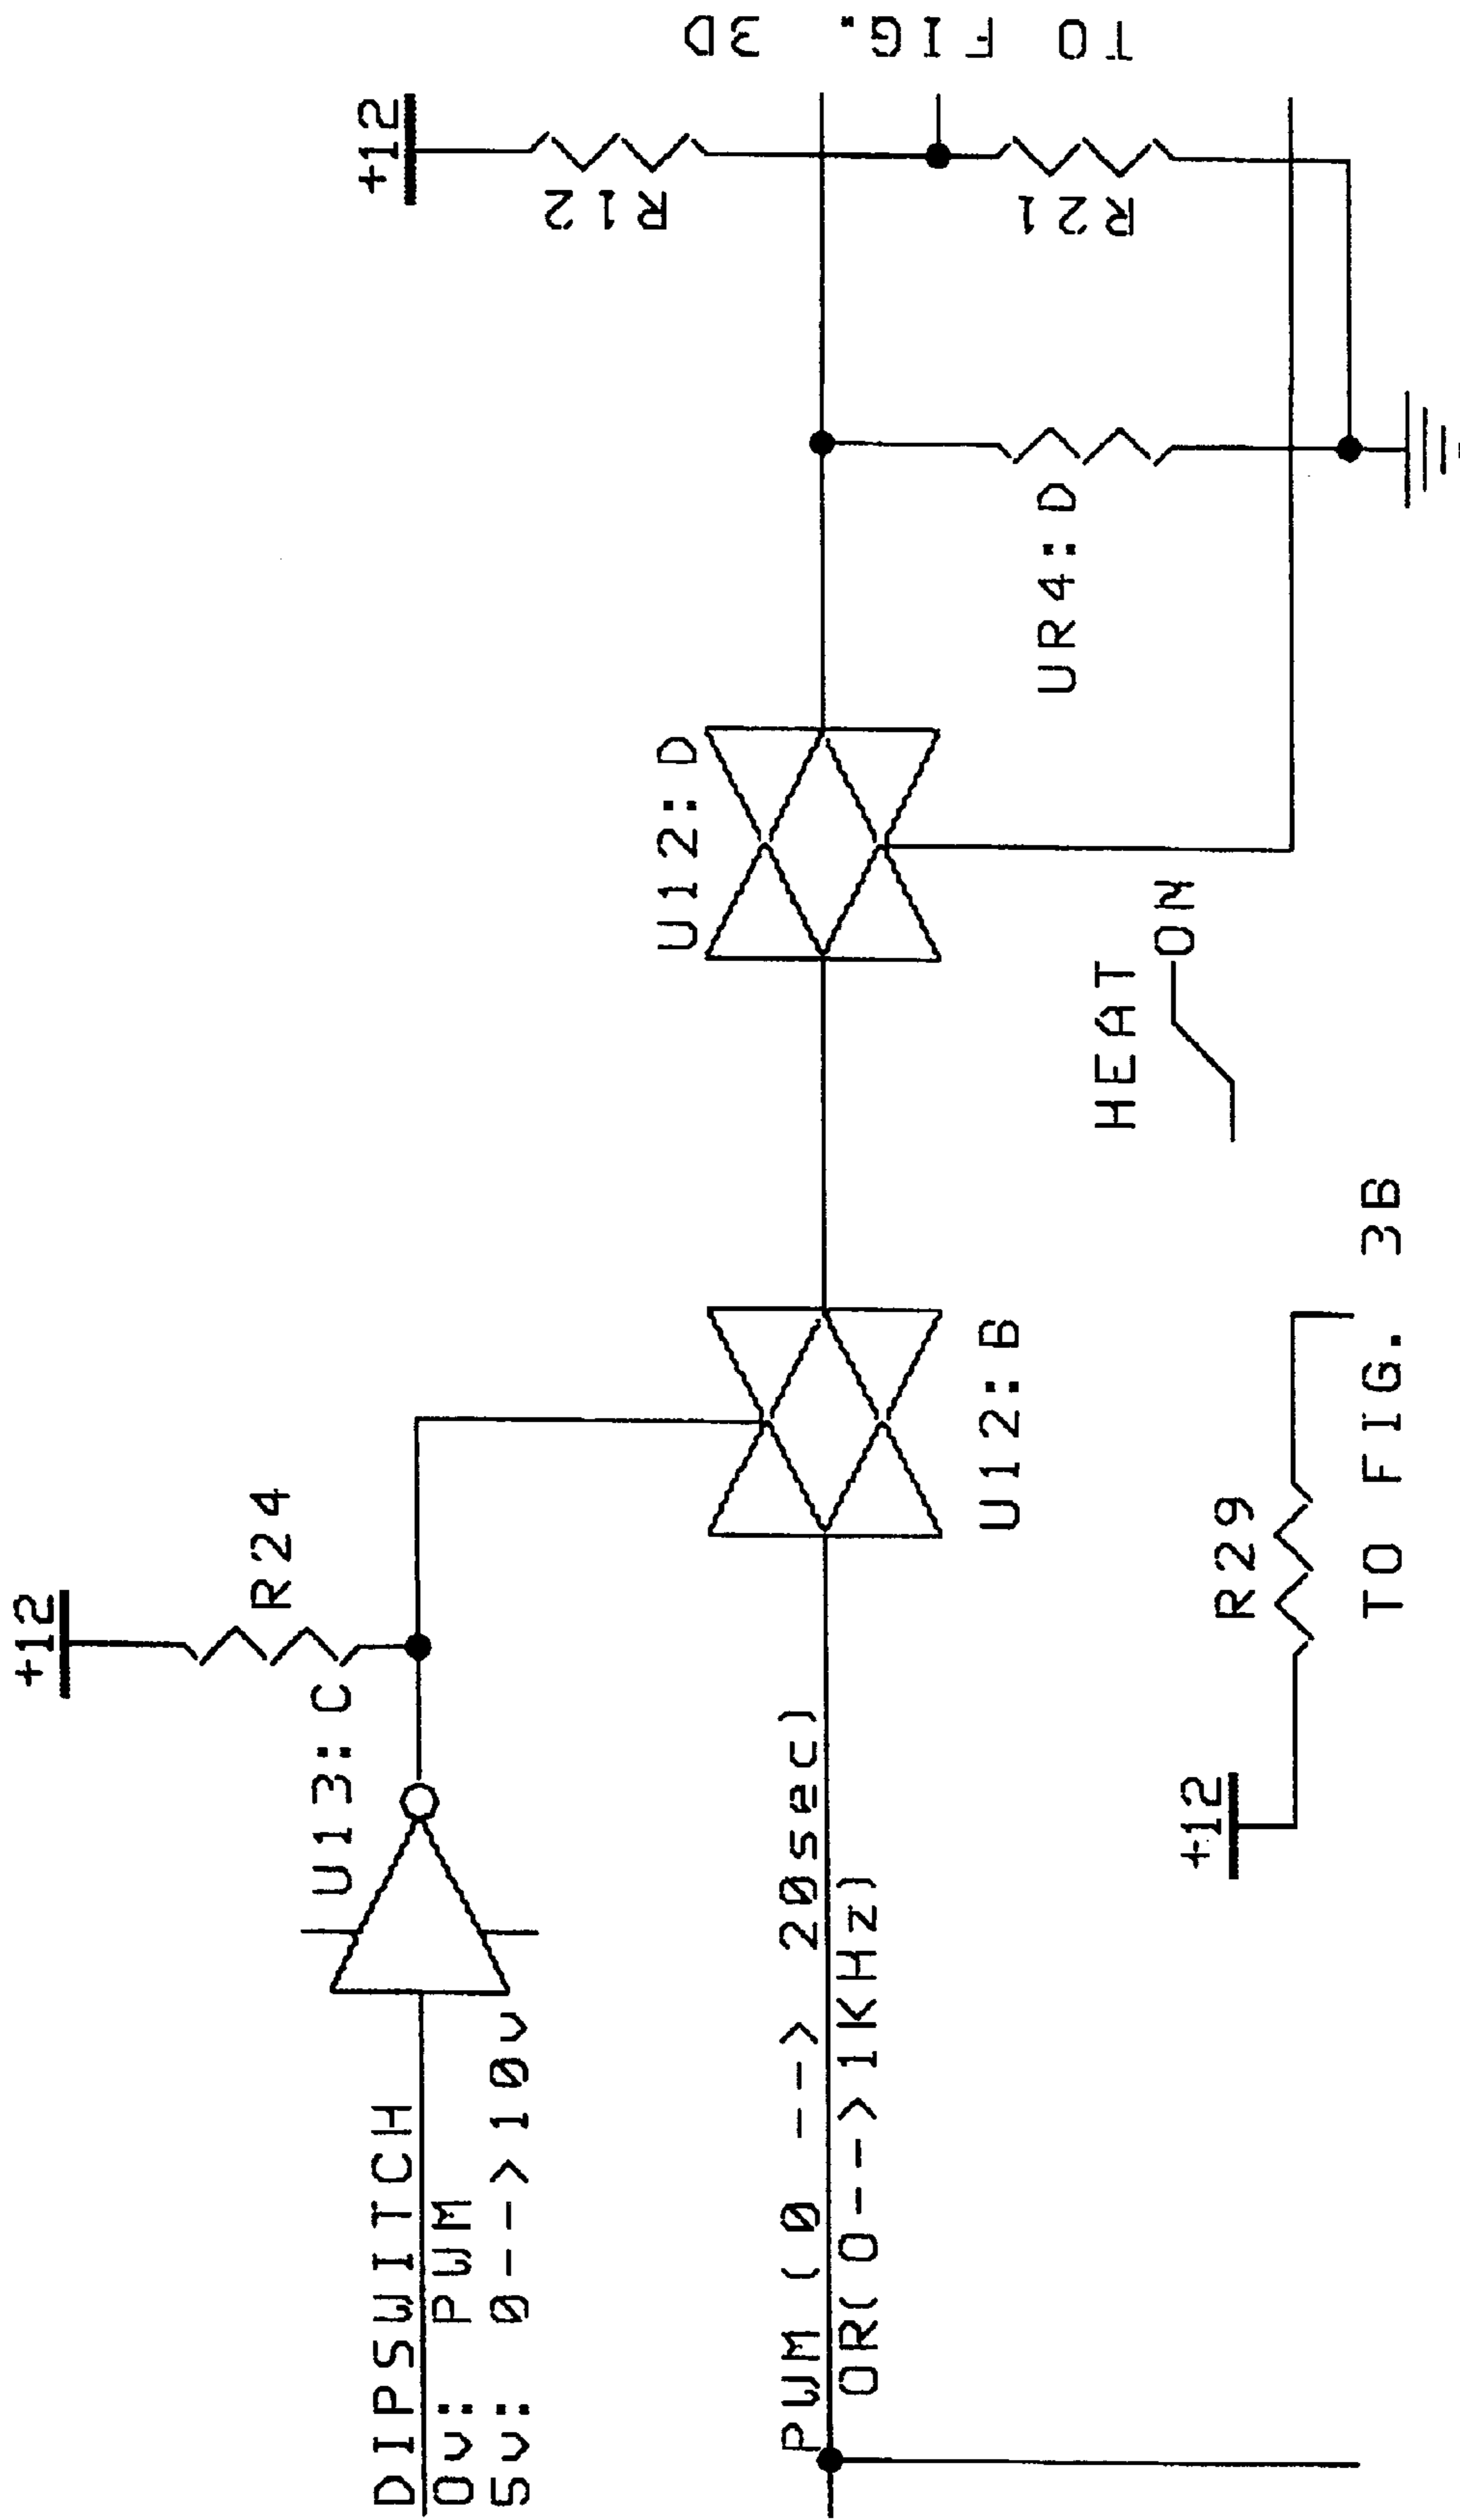 +12
R24
U13:C
DIPSWITCH
0v: PWM
5v: 0-->10v
PWM(0 --> 20sec)
OR(0-->1KHz)
U12:B
U12:D
UR4:D
+12
R12
R21
TO FIG. 3D
HEAT
ON
+12
R29
TO FIG. 3B